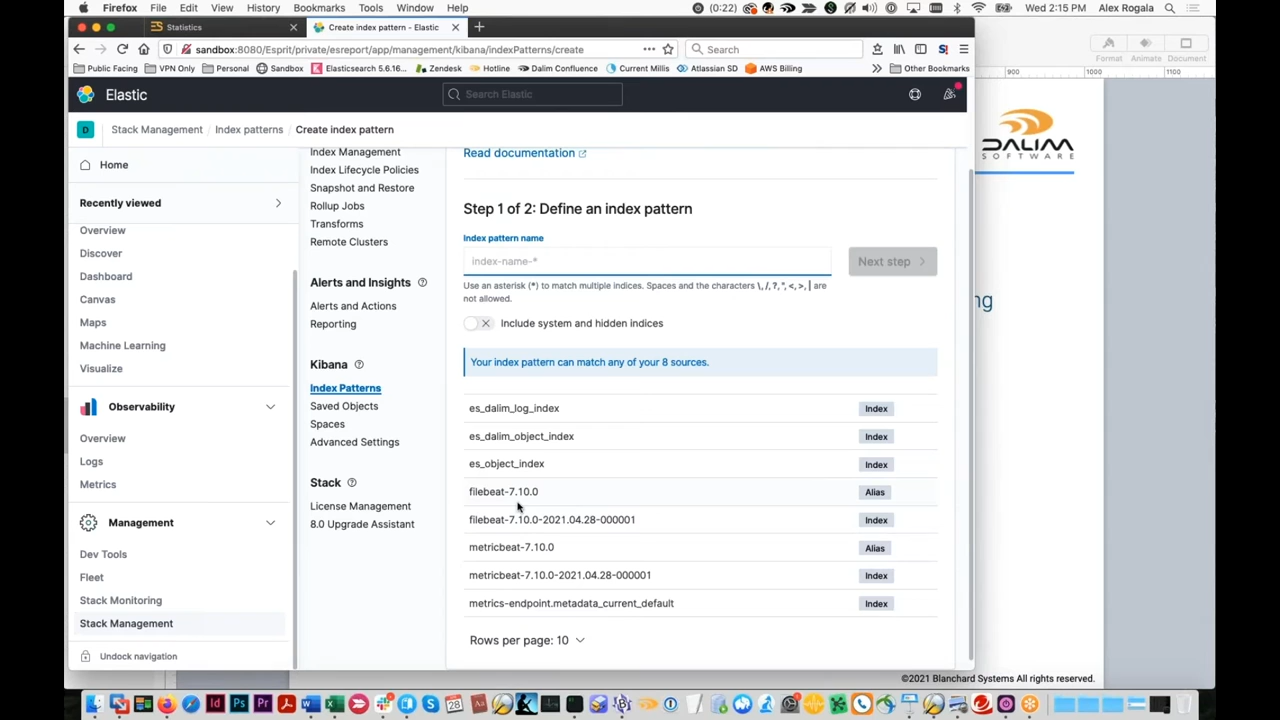 Firefox File Edit View History Bookmarks Tools Window Help (0:22) Wed 2:15 PM Alex Rogala
Statistics Create index pattern - Elastic
sandbox:8080/Esprit/private/esreport/app/management/kibana/indexPatterns/create Search
Public Facing VPN Only Personal Sandbox Elasticsearch 5.6.16... Zendesk Hotline Dalim Confluence Current Millis Atlassian SD AWS Billing Other Bookmarks
Format Animate Document
900 1000 1100
Elastic Search Elastic
D Stack Management / Index patterns / Create index pattern
DALIM
SOFTWARE
Home
Recently viewed
Overview
Discover
Dashboard
Canvas
Maps
Machine Learning
Visualize
Observability
Overview
Logs
Metrics
Management
Dev Tools
Fleet
Stack Monitoring
Stack Management
Undock navigation
Index Management
Index Lifecycle Policies
Snapshot and Restore
Rollup Jobs
Transforms
Remote Clusters
Alerts and Insights
Alerts and Actions
Reporting
Kibana
Index Patterns
Saved Objects
Spaces
Advanced Settings
Stack
License Management
8.0 Upgrade Assistant
Read documentation
Step 1 of 2: Define an index pattern
Index pattern name
index-name-* Next step
Use an asterisk (*) to match multiple indices. Spaces and the characters \, /, ?, ", <, >, | are
not allowed.
Include system and hidden indices
Your index pattern can match any of your 8 sources.
es_dalim_log_index Index
es_dalim_object_index Index
es_object_index Index
filebeat-7.10.0 Alias
filebeat-7.10.0-2021.04.28-000001 Index
metricbeat-7.10.0 Alias
metricbeat-7.10.0-2021.04.28-000001 Index
metrics-endpoint.metadata_current_default Index
Rows per page: 10
ng
©2021 Blanchard Systems All rights reserved.